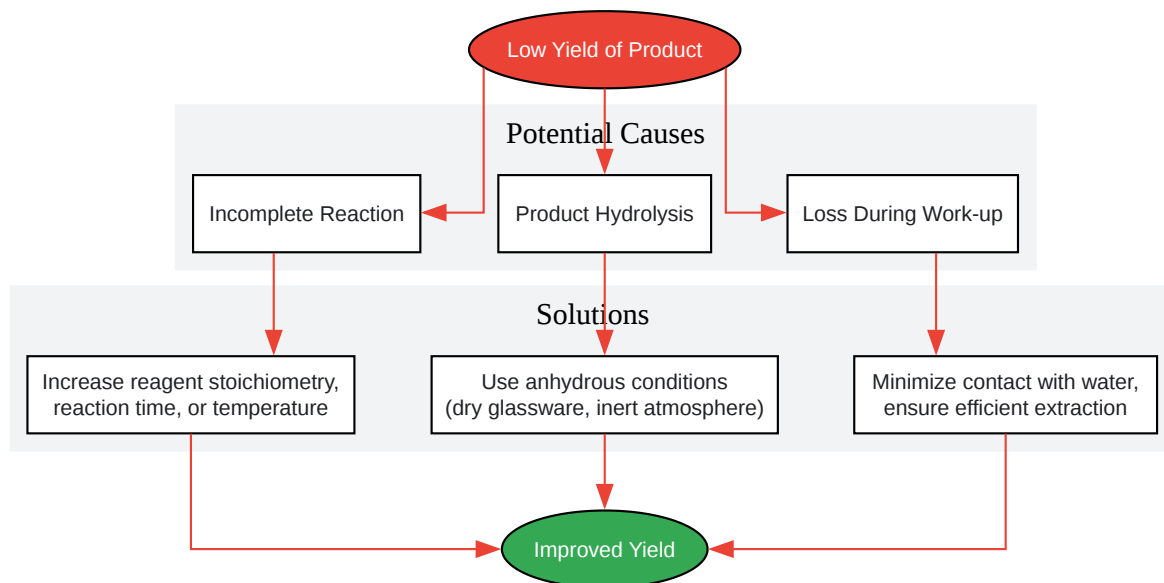 Low Yield of Product
Potential Causes
Incomplete Reaction
Product Hydrolysis
Loss During Work-up
Solutions
Increase reagent stoichiometry,
reaction time, or temperature
Use anhydrous conditions
(dry glassware, inert atmosphere)
Minimize contact with water,
ensure efficient extraction
Improved Yield